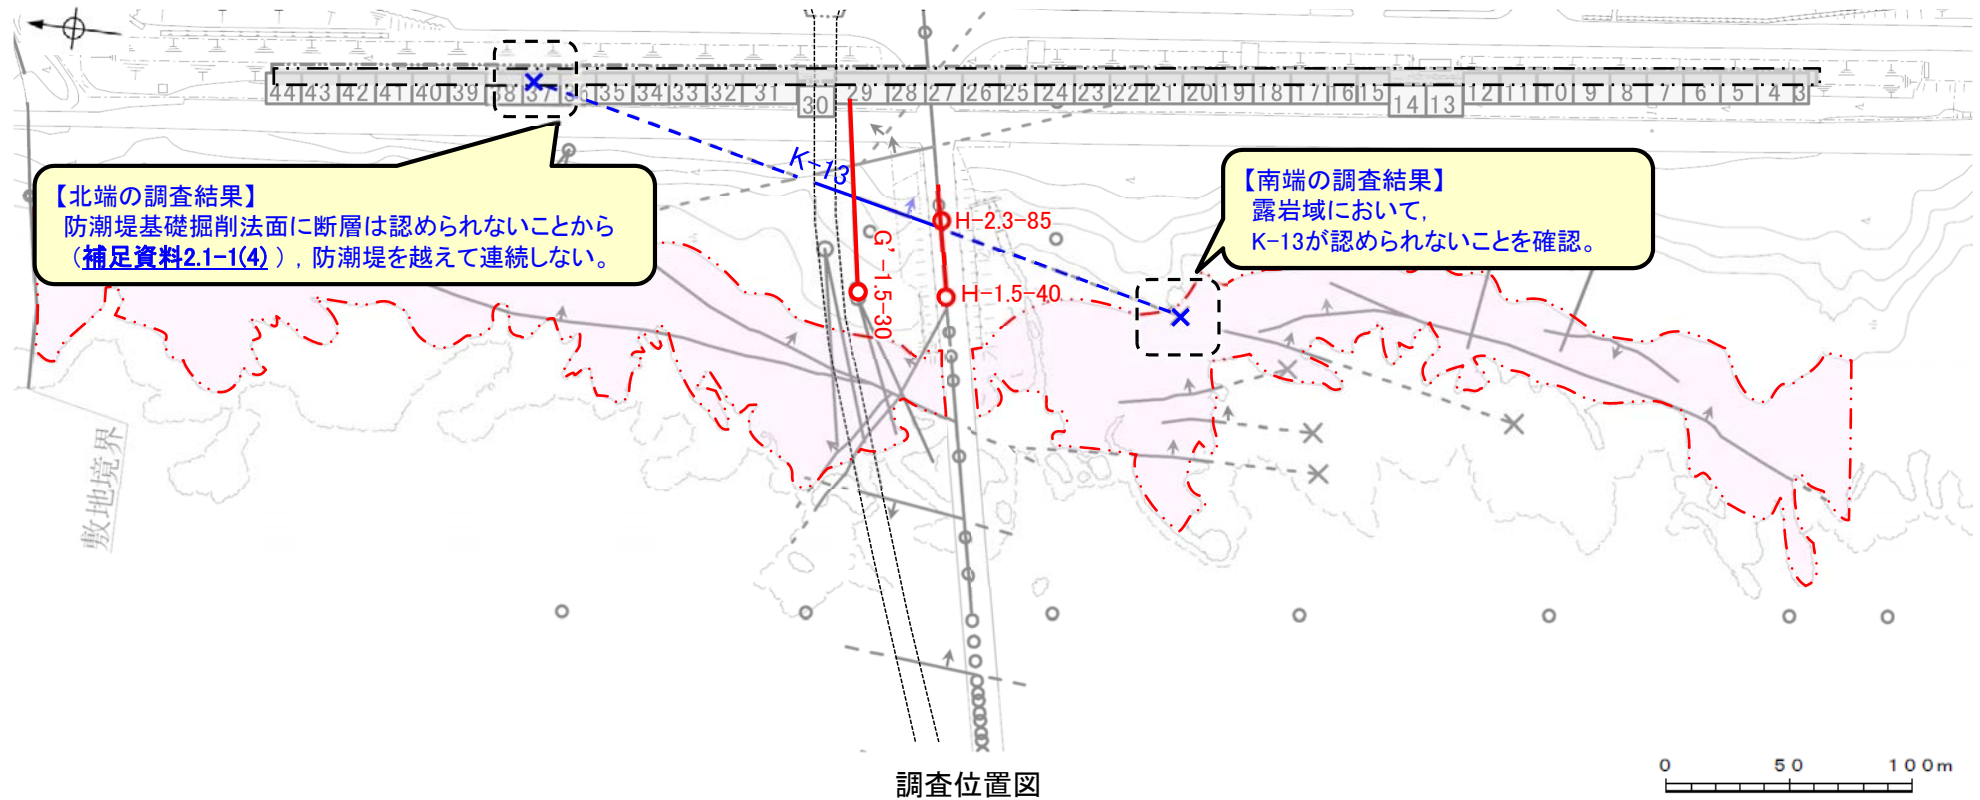 44 43 42 41 40 39 38 37 36 35 34 33 32 31 30 29 28 27 26 25 24 23 22 21 20 19 18 17 16 15 14 13 12 11 10 9 8 7 6 5 4 3
K-13
【北端の調査結果】
防潮堤基礎掘削法面に断層は認められないことから
（補足資料2.1-1(4)），防潮堤を越えて連続しない。
【南端の調査結果】
露岩域において，
K-13が認められないことを確認。
H-2.3-85
G'-1.5-30
H-1.5-40
敷地境界
調査位置図
0 50 100m